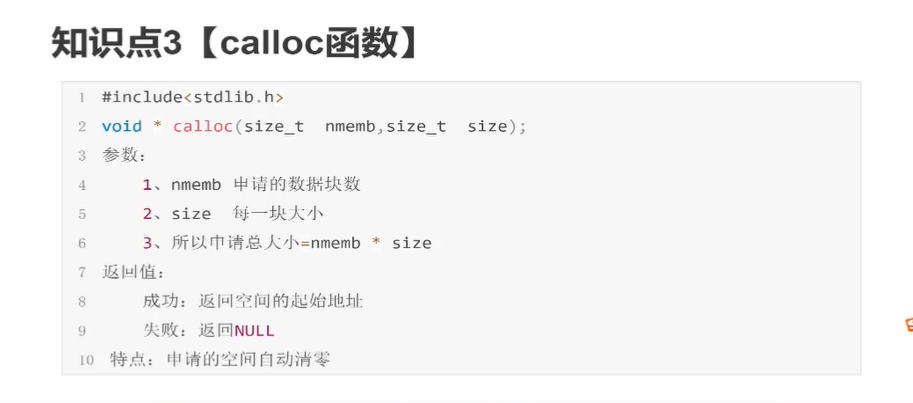 知识点3【calloc函数】
1 #include<stdlib.h>
2 void * calloc(size_t  nmemb,size_t  size);
3 参数：
4     1、nmemb 申请的数据块数
5     2、size  每一块大小
6     3、所以申请总大小=nmemb * size
7 返回值：
8     成功：返回空间的起始地址
9     失败：返回NULL
10 特点：申请的空间自动清零